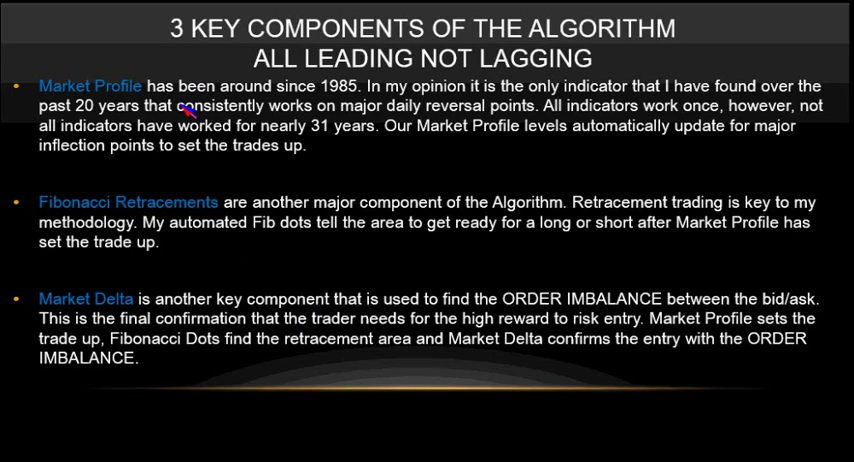 3 KEY COMPONENTS OF THE ALGORITHM
ALL LEADING NOT LAGGING
• Market Profile has been around since 1985. In my opinion it is the only indicator that I have found over the
past 20 years that consistently works on major daily reversal points. All indicators work once, however, not
all indicators have worked for nearly 31 years. Our Market Profile levels automatically update for major
inflection points to set the trades up.
• Fibonacci Retracements are another major component of the Algorithm. Retracement trading is key to my
methodology. My automated Fib dots tell the area to get ready for a long or short after Market Profile has
set the trade up.
• Market Delta is another key component that is used to find the ORDER IMBALANCE between the bid/ask.
This is the final confirmation that the trader needs for the high reward to risk entry. Market Profile sets the
trade up, Fibonacci Dots find the retracement area and Market Delta confirms the entry with the ORDER
IMBALANCE.